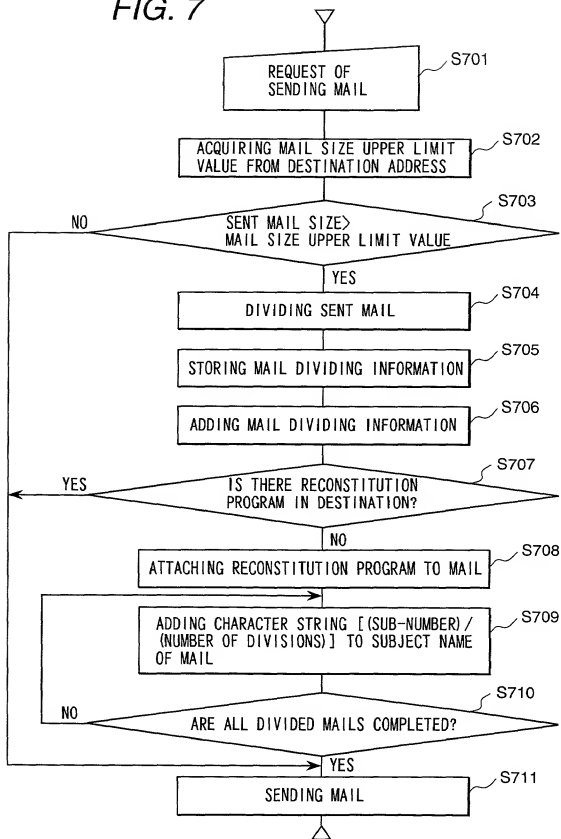 FIG. 7
REQUEST OF
SENDING MAIL
S701
ACQUIRING MAIL SIZE UPPER LIMIT
VALUE FROM DESTINATION ADDRESS
S702
SENT MAIL SIZE>
MAIL SIZE UPPER LIMIT VALUE
S703
NO
YES
DIVIDING SENT MAIL
S704
STORING MAIL DIVIDING INFORMATION
S705
ADDING MAIL DIVIDING INFORMATION
S706
IS THERE RECONSTITUTION
PROGRAM IN DESTINATION?
S707
YES
NO
ATTACHING RECONSTITUTION PROGRAM TO MAIL
S708
ADDING CHARACTER STRING [(SUB-NUMBER)/
(NUMBER OF DIVISIONS)] TO SUBJECT NAME
OF MAIL
S709
ARE ALL DIVIDED MAILS COMPLETED?
S710
NO
YES
SENDING MAIL
S711